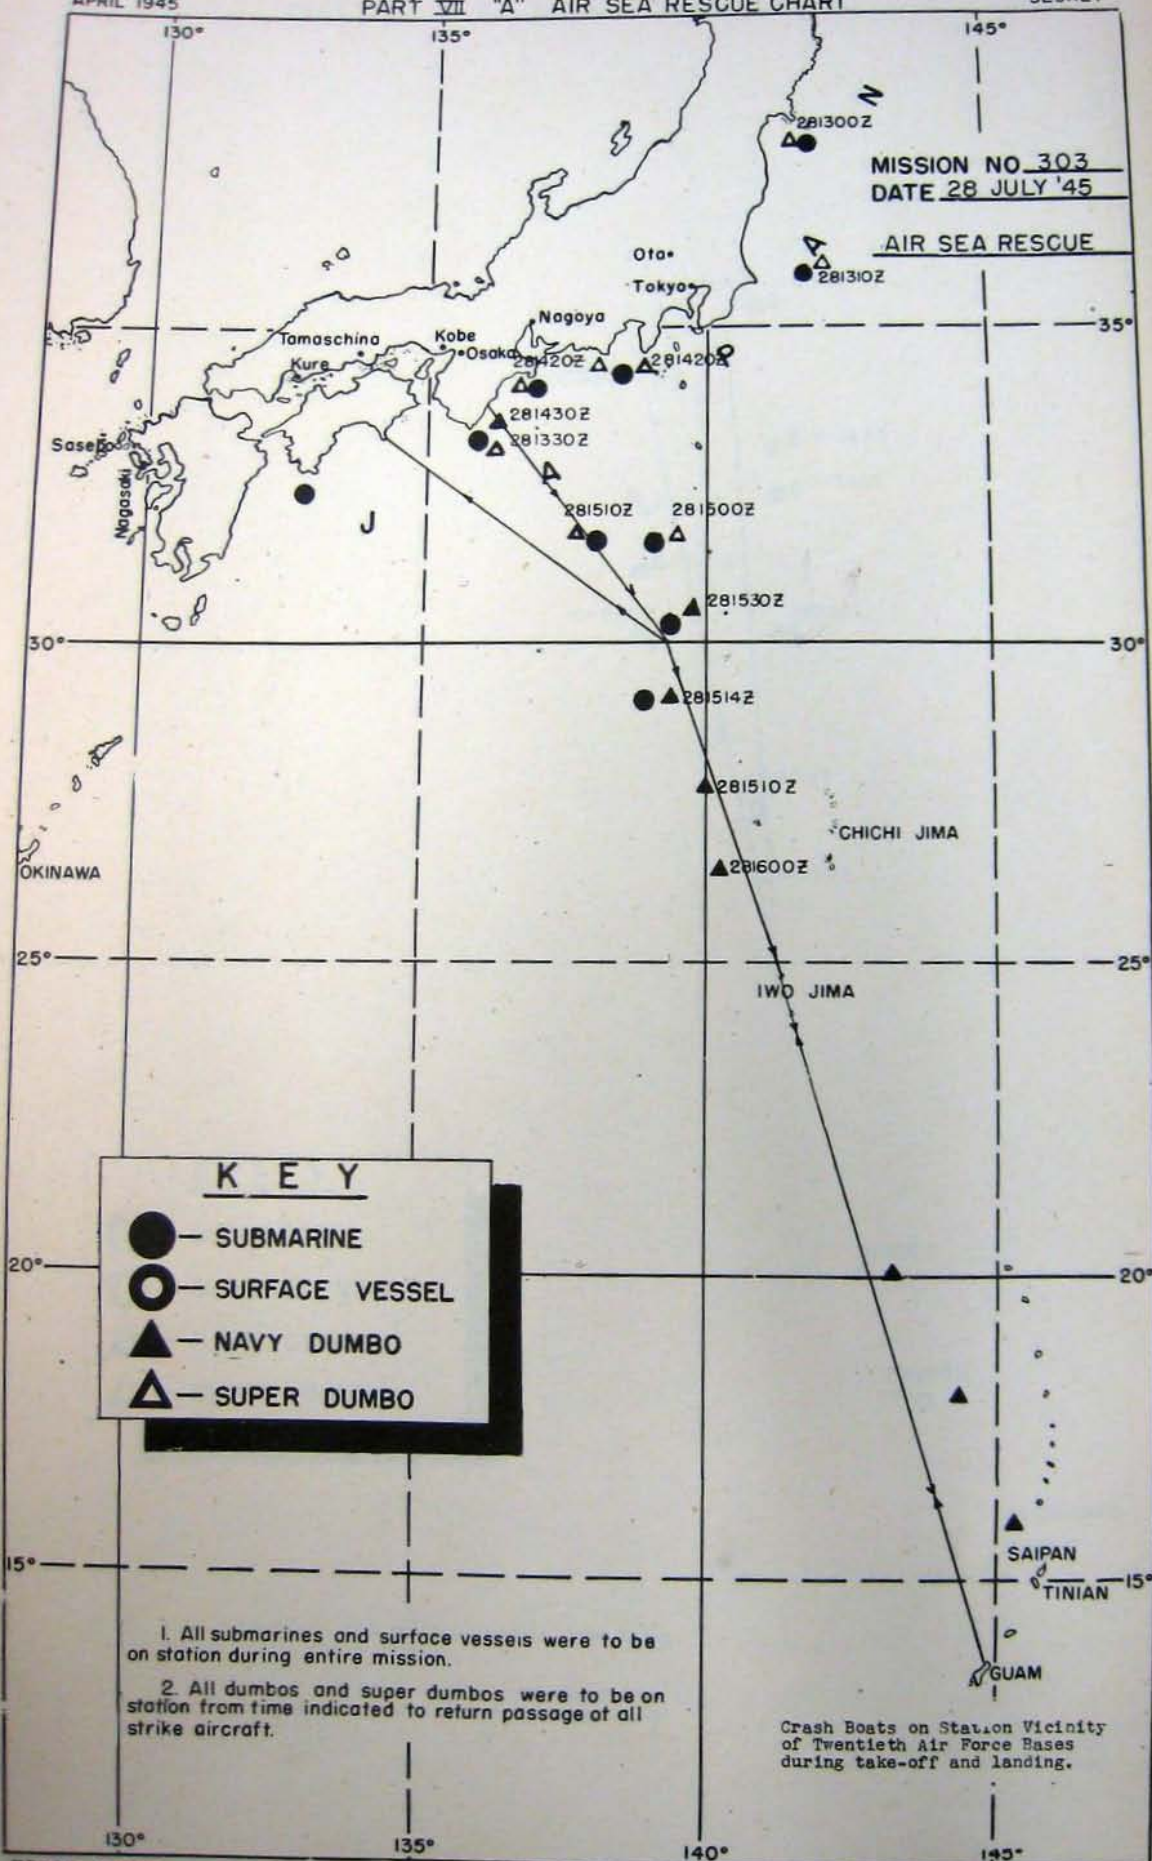 APRIL 1945
PART VII "A" AIR SEA RESCUE CHART
SECRET
130°
135°
145°
N
281300Z
MISSION NO. 303
DATE 28 JULY '45
A
AIR SEA RESCUE
Ota
Tokyo
281310Z
Nagoya
35°
Tamaschina
Kobe
Osaka
Kure
281420Z
281420Z
281430Z
281330Z
Sasebo
Nagasaki
J
281510Z
281500Z
281530Z
30°
30°
281514Z
281510Z
CHICHI JIMA
281600Z
OKINAWA
25°
25°
IWO JIMA
KEY
SUBMARINE
20°
20°
SURFACE VESSEL
NAVY DUMBO
SUPER DUMBO
SAIPAN
15°
15°
TINIAN
1. All submarines and surface vessels were to be
on station during entire mission.
GUAM
2. All dumbos and super dumbos were to be on
station from time indicated to return passage of all
strike aircraft.
Crash Boats on Station Vicinity
of Twentieth Air Force Bases
during take-off and landing.
130°
135°
140°
145°